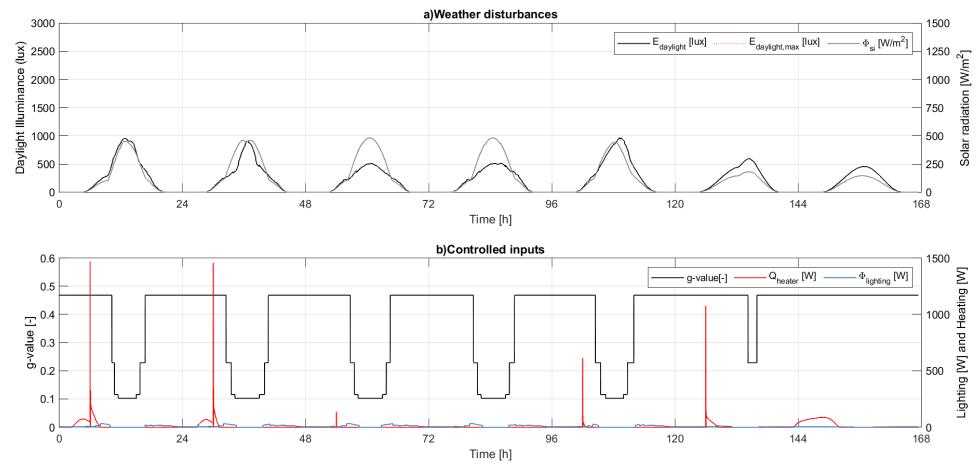 a)Weather disturbances
3000
2500
2000
1500
1000
500
0
Daylight Illuminance (lux)
E_daylight [lux] E_daylight,max [lux] Φ_si [W/m²]
1500
1250
1000
750
500
250
0
Solar radiation [W/m²]
0 24 48 72 96 120 144 168
Time [h]
b)Controlled inputs
0.6
0.5
0.4
0.3
0.2
0.1
0
g-value [-]
g-value[-] Q_heater [W] Φ_lighting [W]
1500
1000
500
0
Lighting [W] and Heating [W]
0 24 48 72 96 120 144 168
Time [h]